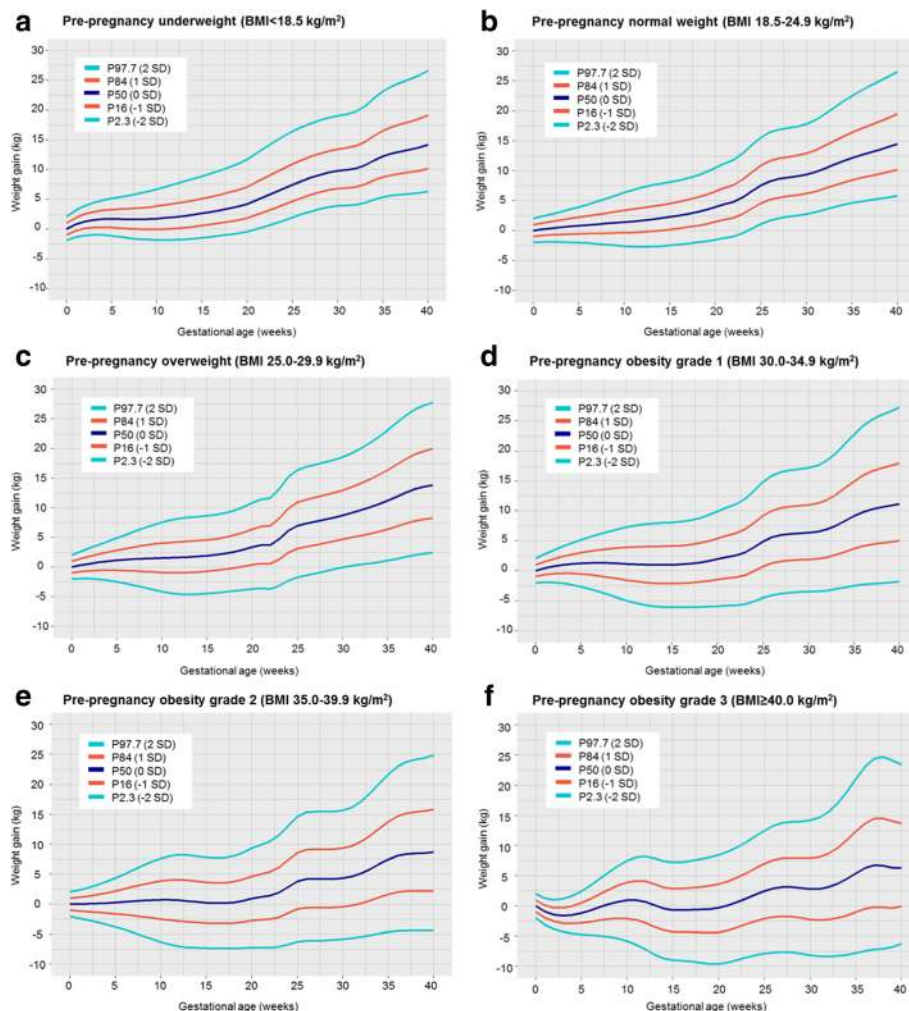 a Pre-pregnancy underweight (BMI<18.5 kg/m²)
30
25
20
15
10
5
0
-5
-10
Weight gain (kg)
P97.7 (2 SD)
P84 (1 SD)
P50 (0 SD)
P16 (-1 SD)
P2.3 (-2 SD)
0 5 10 15 20 25 30 35 40
Gestational age (weeks)
b Pre-pregnancy normal weight (BMI 18.5-24.9 kg/m²)
30
25
20
15
10
5
0
-5
-10
Weight gain (kg)
P97.7 (2 SD)
P84 (1 SD)
P50 (0 SD)
P16 (-1 SD)
P2.3 (-2 SD)
0 5 10 15 20 25 30 35 40
Gestational age (weeks)
c Pre-pregnancy overweight (BMI 25.0-29.9 kg/m²)
30
25
20
15
10
5
0
-5
-10
Weight gain (kg)
P97.7 (2 SD)
P84 (1 SD)
P50 (0 SD)
P16 (-1 SD)
P2.3 (-2 SD)
0 5 10 15 20 25 30 35 40
Gestational age (weeks)
d Pre-pregnancy obesity grade 1 (BMI 30.0-34.9 kg/m²)
30
25
20
15
10
5
0
-5
-10
Weight gain (kg)
P97.7 (2 SD)
P84 (1 SD)
P50 (0 SD)
P16 (-1 SD)
P2.3 (-2 SD)
0 5 10 15 20 25 30 35 40
Gestational age (weeks)
e Pre-pregnancy obesity grade 2 (BMI 35.0-39.9 kg/m²)
30
25
20
15
10
5
0
-5
-10
Weight gain (kg)
P97.7 (2 SD)
P84 (1 SD)
P50 (0 SD)
P16 (-1 SD)
P2.3 (-2 SD)
0 5 10 15 20 25 30 35 40
Gestational age (weeks)
f Pre-pregnancy obesity grade 3 (BMI≥40.0 kg/m²)
30
25
20
15
10
5
0
-5
-10
Weight gain (kg)
P97.7 (2 SD)
P84 (1 SD)
P50 (0 SD)
P16 (-1 SD)
P2.3 (-2 SD)
0 5 10 15 20 25 30 35 40
Gestational age (weeks)